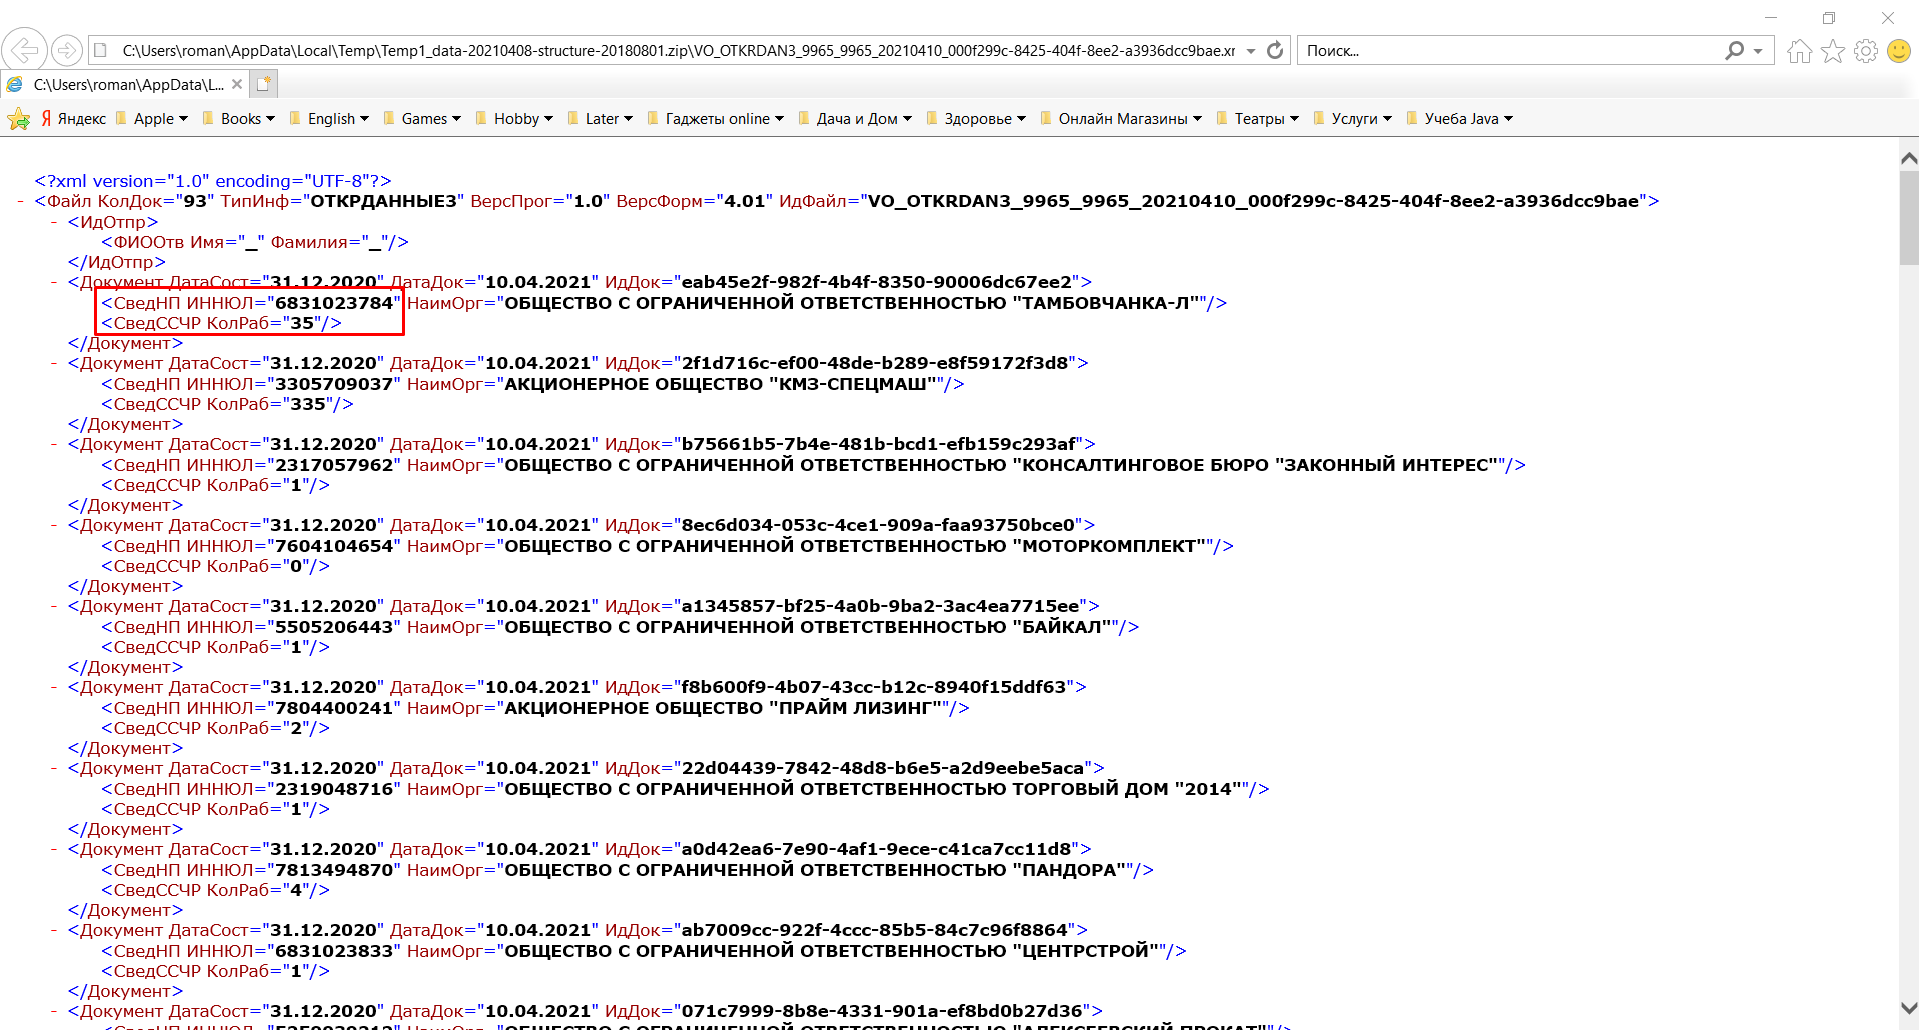 C:\Users\roman\AppData\Local\Temp\Temp1_data-20210408-structure-20180801.zip\VO_OTKRDAN3_9965_9965_20210410_000f299c-8425-404f-8ee2-a3936dcc9bae.xr
Поиск...
C:\Users\roman\AppData\L...
Яндекс Apple Books English Games Hobby Later Гаджеты online Дача и Дом Здоровье Онлайн Магазины Театры Услуги Учеба Java
<?xml version="1.0" encoding="UTF-8"?>
- <Файл КолДок="93" ТипИнф="ОТКРДАННЫЕ3" ВерсПрог="1.0" ВерсФорм="4.01" ИдФайл="VO_OTKRDAN3_9965_9965_20210410_000f299c-8425-404f-8ee2-a3936dcc9bae">
- <ИдОтпр>
<ФИООтв Имя="_" Фамилия="_"/>
</ИдОтпр>
- <Документ ДатаСост="31.12.2020" ДатаДок="10.04.2021" ИдДок="eab45e2f-982f-4b4f-8350-90006dc67ee2">
<СведНП ИННЮЛ="6831023784" НаимОрг="ОБЩЕСТВО С ОГРАНИЧЕННОЙ ОТВЕТСТВЕННОСТЬЮ "ТАМБОВЧАНКА-Л""/>
<СведССЧР КолРаб="35"/>
</Документ>
- <Документ ДатаСост="31.12.2020" ДатаДок="10.04.2021" ИдДок="2f1d716c-ef00-48de-b289-e8f59172f3d8">
<СведНП ИННЮЛ="3305709037" НаимОрг="АКЦИОНЕРНОЕ ОБЩЕСТВО "КМЗ-СПЕЦМАШ""/>
<СведССЧР КолРаб="335"/>
</Документ>
- <Документ ДатаСост="31.12.2020" ДатаДок="10.04.2021" ИдДок="b75661b5-7b4e-481b-bcd1-efb159c293af">
<СведНП ИННЮЛ="2317057962" НаимОрг="ОБЩЕСТВО С ОГРАНИЧЕННОЙ ОТВЕТСТВЕННОСТЬЮ "КОНСАЛТИНГОВОЕ БЮРО "ЗАКОННЫЙ ИНТЕРЕС""/>
<СведССЧР КолРаб="1"/>
</Документ>
- <Документ ДатаСост="31.12.2020" ДатаДок="10.04.2021" ИдДок="8ec6d034-053c-4ce1-909a-faa93750bce0">
<СведНП ИННЮЛ="7604104654" НаимОрг="ОБЩЕСТВО С ОГРАНИЧЕННОЙ ОТВЕТСТВЕННОСТЬЮ "МОТОРКОМПЛЕКТ""/>
<СведССЧР КолРаб="0"/>
</Документ>
- <Документ ДатаСост="31.12.2020" ДатаДок="10.04.2021" ИдДок="a1345857-bf25-4a0b-9ba2-3ac4ea7715ee">
<СведНП ИННЮЛ="5505206443" НаимОрг="ОБЩЕСТВО С ОГРАНИЧЕННОЙ ОТВЕТСТВЕННОСТЬЮ "БАЙКАЛ""/>
<СведССЧР КолРаб="1"/>
</Документ>
- <Документ ДатаСост="31.12.2020" ДатаДок="10.04.2021" ИдДок="f8b600f9-4b07-43cc-b12c-8940f15ddf63">
<СведНП ИННЮЛ="7804400241" НаимОрг="АКЦИОНЕРНОЕ ОБЩЕСТВО "ПРАЙМ ЛИЗИНГ""/>
<СведССЧР КолРаб="2"/>
</Документ>
- <Документ ДатаСост="31.12.2020" ДатаДок="10.04.2021" ИдДок="22d04439-7842-48d8-b6e5-a2d9eebe5aca">
<СведНП ИННЮЛ="2319048716" НаимОрг="ОБЩЕСТВО С ОГРАНИЧЕННОЙ ОТВЕТСТВЕННОСТЬЮ ТОРГОВЫЙ ДОМ "2014""/>
<СведССЧР КолРаб="1"/>
</Документ>
- <Документ ДатаСост="31.12.2020" ДатаДок="10.04.2021" ИдДок="a0d42ea6-7e90-4af1-9ece-c41ca7cc11d8">
<СведНП ИННЮЛ="7813494870" НаимОрг="ОБЩЕСТВО С ОГРАНИЧЕННОЙ ОТВЕТСТВЕННОСТЬЮ "ПАНДОРА""/>
<СведССЧР КолРаб="4"/>
</Документ>
- <Документ ДатаСост="31.12.2020" ДатаДок="10.04.2021" ИдДок="ab7009cc-922f-4ccc-85b5-84c7c96f8864">
<СведНП ИННЮЛ="6831023833" НаимОрг="ОБЩЕСТВО С ОГРАНИЧЕННОЙ ОТВЕТСТВЕННОСТЬЮ "ЦЕНТРСТРОЙ""/>
<СведССЧР КолРаб="1"/>
</Документ>
- <Документ ДатаСост="31.12.2020" ДатаДок="10.04.2021" ИдДок="071c7999-8b8e-4331-901a-ef8bd0b27d36">